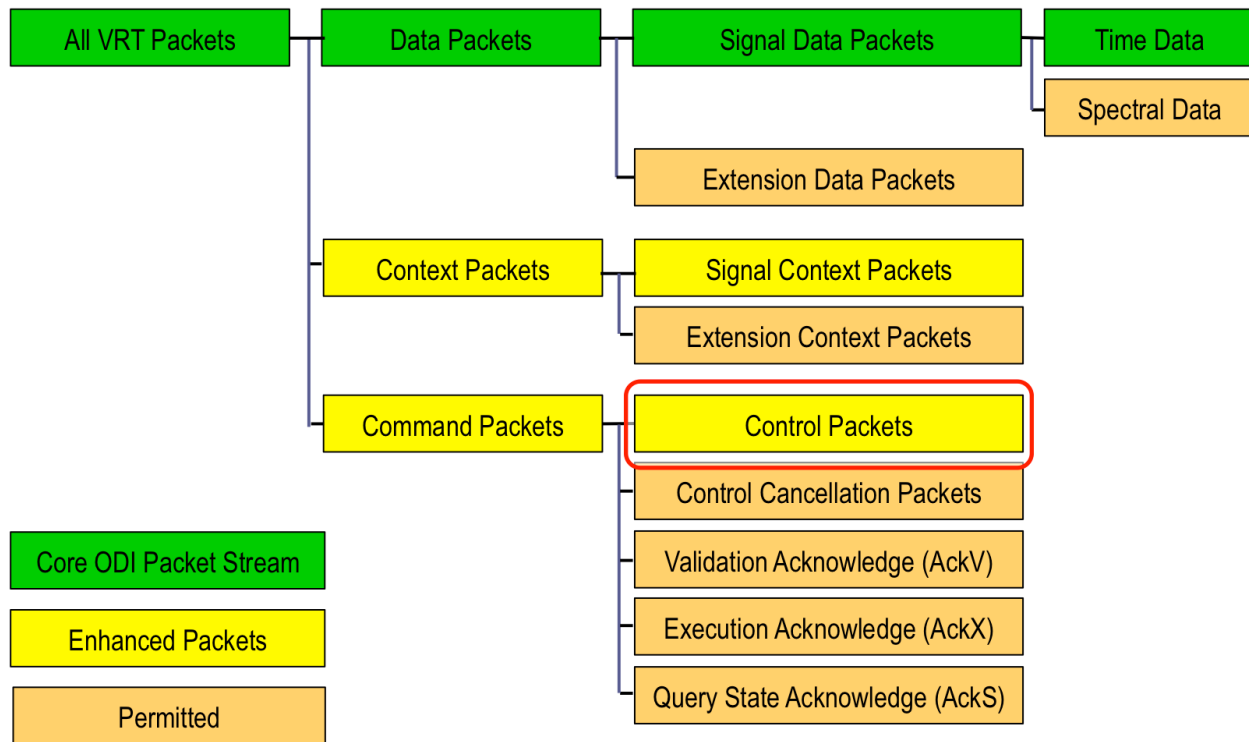 All VRT Packets
Data Packets
Signal Data Packets
Time Data
Spectral Data
Extension Data Packets
Context Packets
Signal Context Packets
Extension Context Packets
Command Packets
Control Packets
Control Cancellation Packets
Validation Acknowledge (AckV)
Execution Acknowledge (AckX)
Query State Acknowledge (AckS)
Core ODI Packet Stream
Enhanced Packets
Permitted